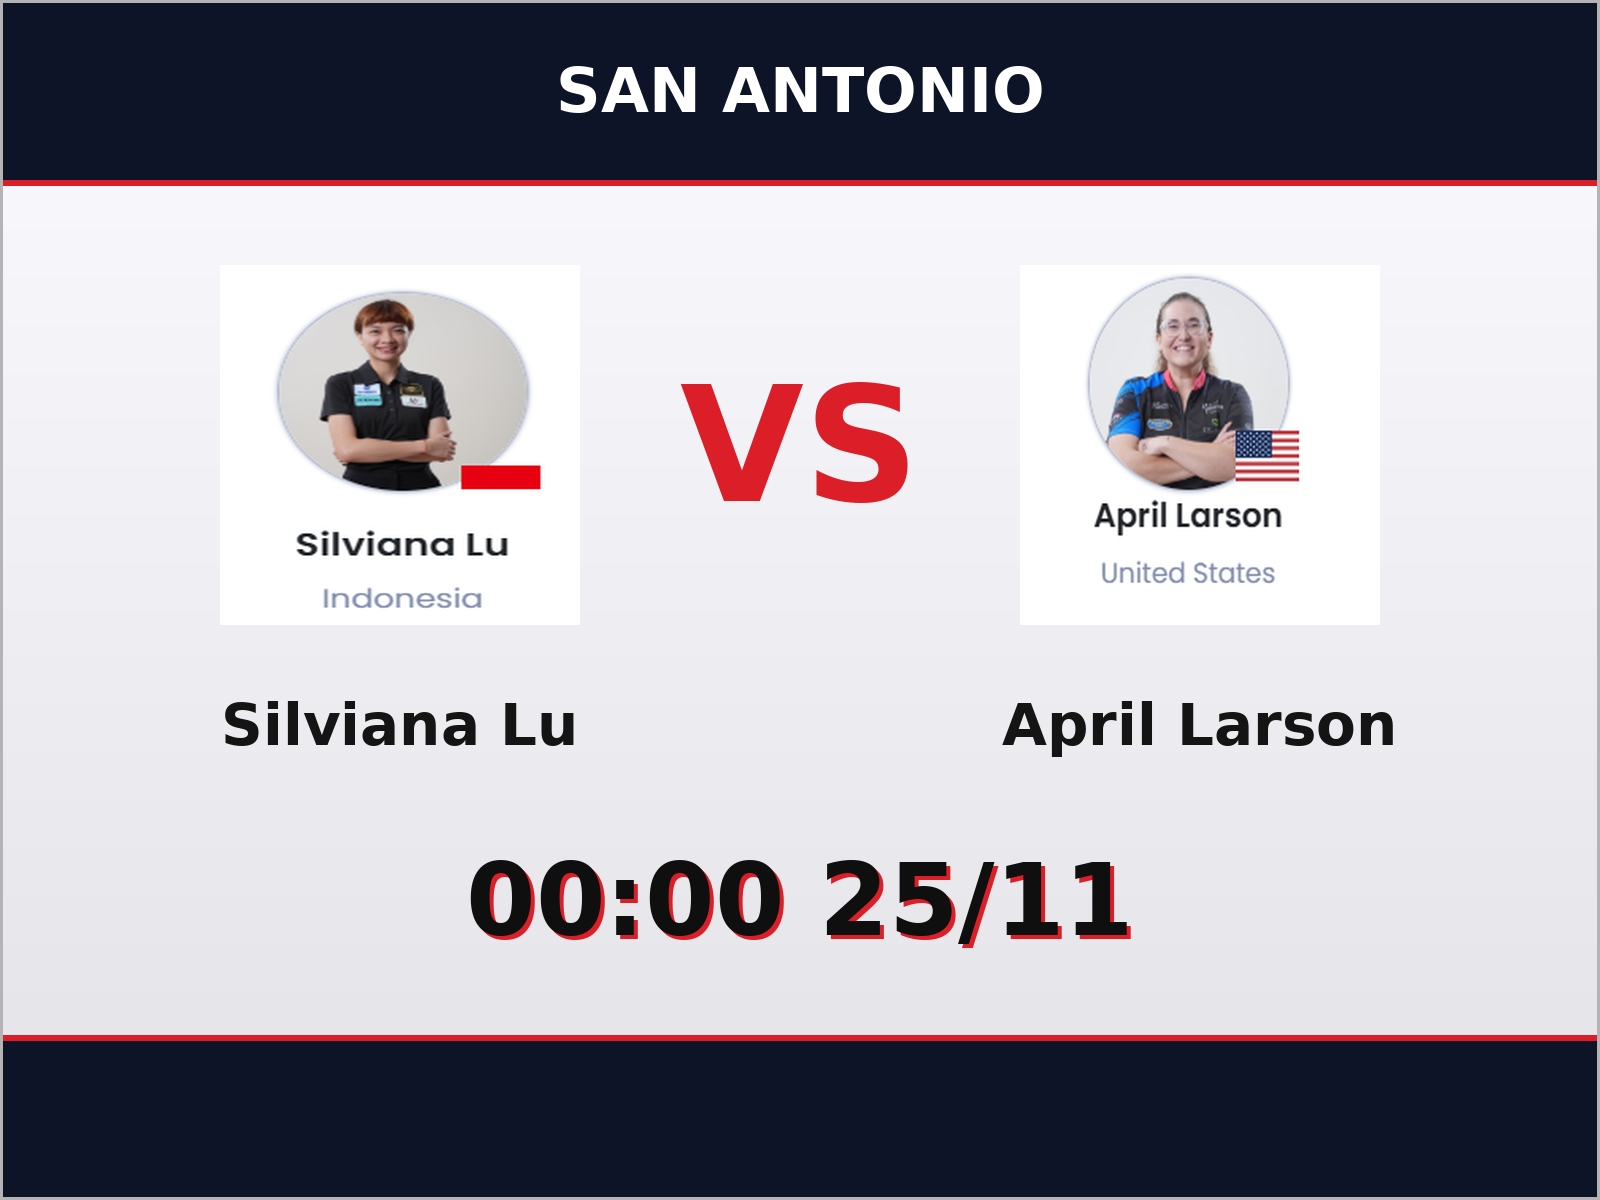 SAN ANTONIO
VS
Silviana Lu
Indonesia
April Larson
United States
Silviana Lu
April Larson
00:00 25/11